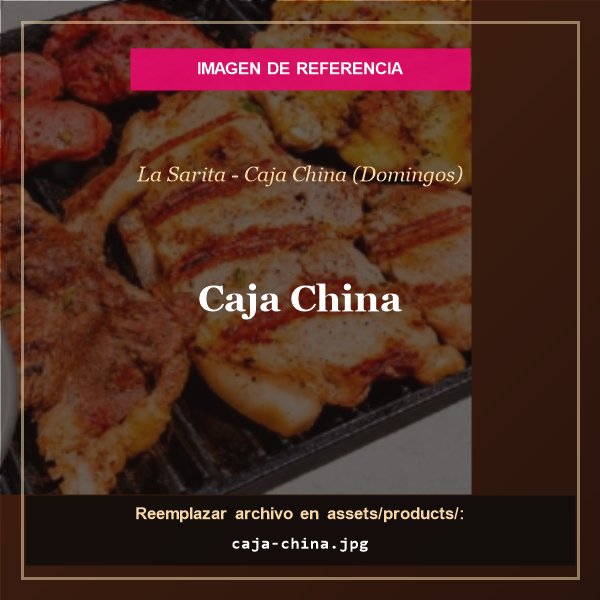 IMAGEN DE REFERENCIA
La Sarita - Caja China (Domingos)
Caja China
Reemplazar archivo en assets/products/:
caja-china.jpg